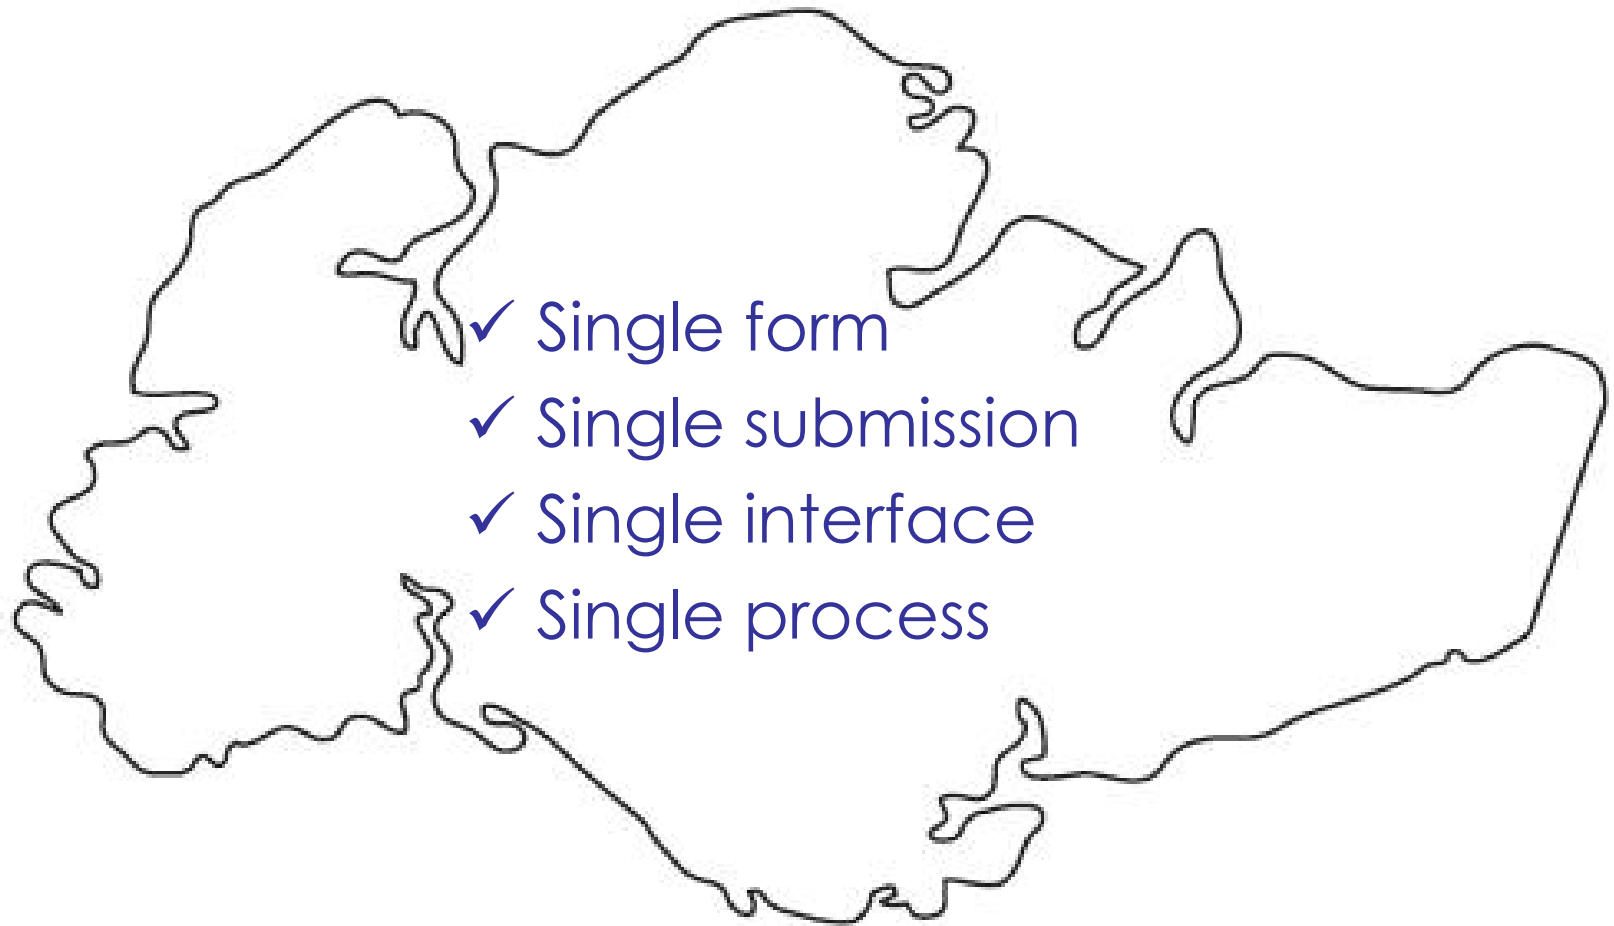 ✓ Single form
✓ Single submission
✓ Single interface
✓ Single process